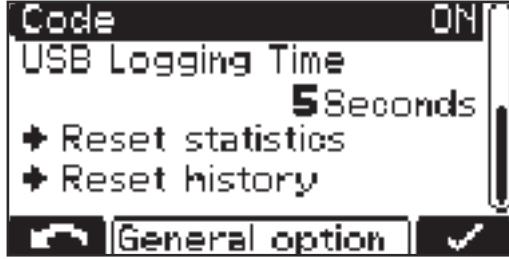 Code ON
USB Logging Time
5 Seconds
Reset statistics
Reset history
General option